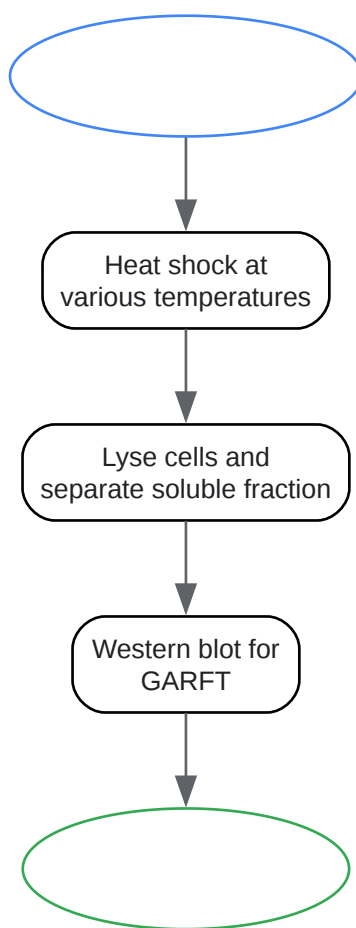 Heat shock at
various temperatures
Lyse cells and
separate soluble fraction
Western blot for
GARFT